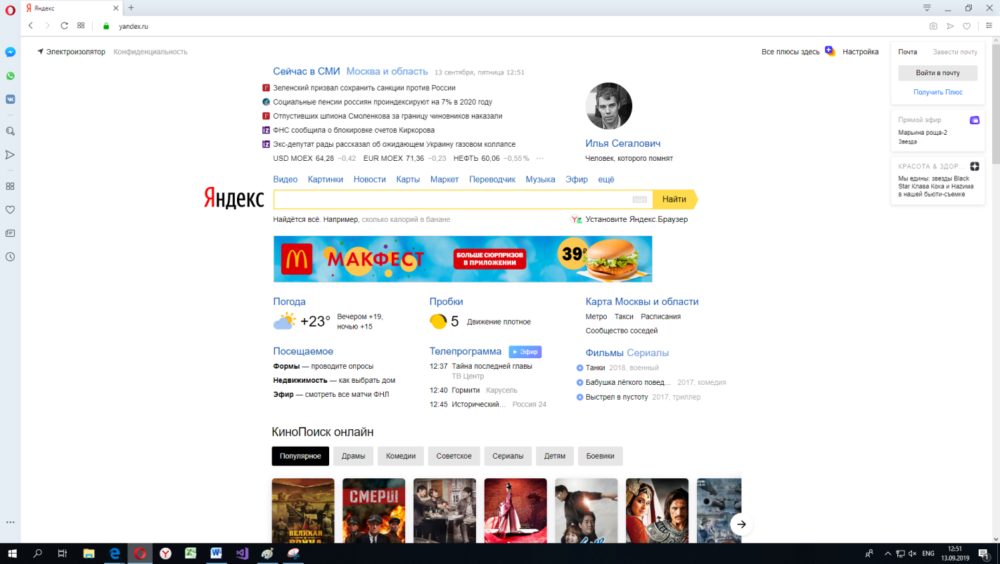 Яндекс
yandex.ru
Электроизолятор Конфиденциальность
Все плюсы здесь Настройка
Почта Завести почту
Войти в почту
Получить Плюс
Прямой эфир
Марьина роща-2
Звезда
КРАСОТА & ЗДОР...
Мы едины: звезды Black
Star Клава Кока и Назима
в нашей бьюти-съемке
Сейчас в СМИ Москва и область 13 сентября, пятница 12:51
Зеленский призвал сохранить санкции против России
Социальные пенсии россиян проиндексируют на 7% в 2020 году
Отпустивших шпиона Смоленкова за границу чиновников наказали
ФНС сообщила о блокировке счетов Киркорова
Экс-депутат рады рассказал об ожидающем Украину газовом коллапсе
USD MOEX 64,28 −0,42 EUR MOEX 71,36 −0,23 НЕФТЬ 60,06 −0,55% ···
Илья Сегалович
Человек, которого помнят
Видео Картинки Новости Карты Маркет Переводчик Музыка Эфир ещё
Яндекс Найти
Найдётся всё. Например, сколько калорий в банане
Установите Яндекс.Браузер
МАКФЕСТ
БОЛЬШЕ СЮРПРИЗОВ
В ПРИЛОЖЕНИИ
39₽
Погода
+23° Вечером +19,
ночью +15
Пробки
5 Движение плотное
Карта Москвы и области
Метро Такси Расписания
Сообщество соседей
Посещаемое
Формы — проводите опросы
Недвижимость — как выбрать дом
Эфир — смотреть все матчи ФНЛ
Телепрограмма Эфир
12:37 Тайна последней главы
ТВ Центр
12:40 Гормити Карусель
12:45 Исторический... Россия 24
Фильмы Сериалы
Танки 2018, военный
Бабушка лёгкого повед... 2017, комедия
Выстрел в пустоту 2017, триллер
КиноПоиск онлайн
Популярное Драмы Комедии Советское Сериалы Детям Боевики
СМЕРШ
15
ВЕЛИКАЯ
ENG
12:51
13.09.2019
1